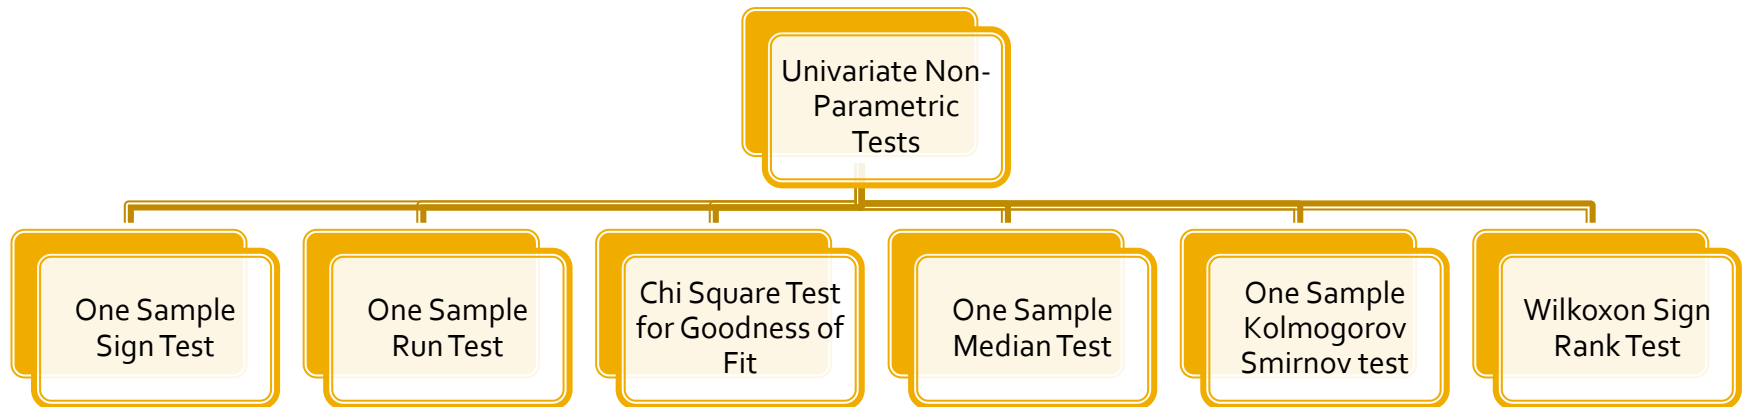 Univariate Non-
Parametric
Tests
One Sample
Sign Test
One Sample
Run Test
Chi Square Test
for Goodness of
Fit
One Sample
Median Test
One Sample
Kolmogorov
Smirnov test
Wilkoxon Sign
Rank Test